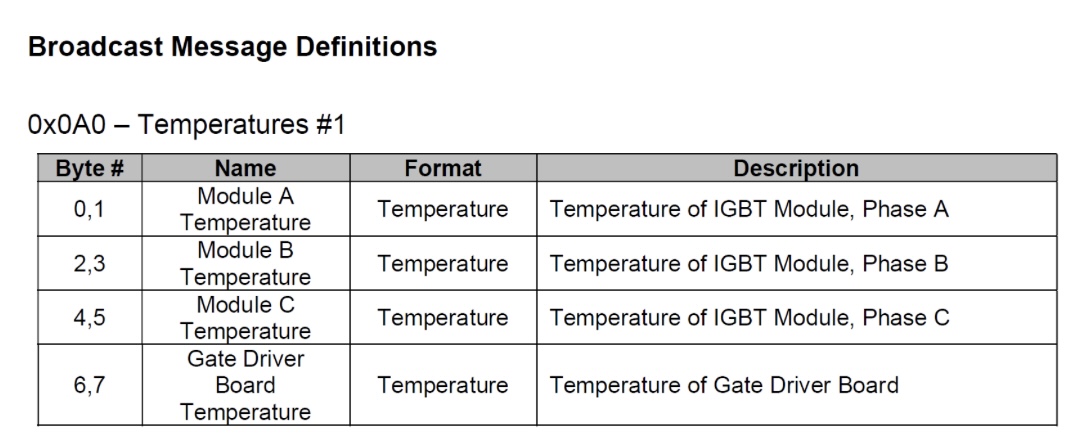 Broadcast Message Definitions
0x0A0 – Temperatures #1
Byte # Name Format Description
0,1 Module A Temperature Temperature Temperature of IGBT Module, Phase A
2,3 Module B Temperature Temperature Temperature of IGBT Module, Phase B
4,5 Module C Temperature Temperature Temperature of IGBT Module, Phase C
6,7 Gate Driver Board Temperature Temperature Temperature of Gate Driver Board